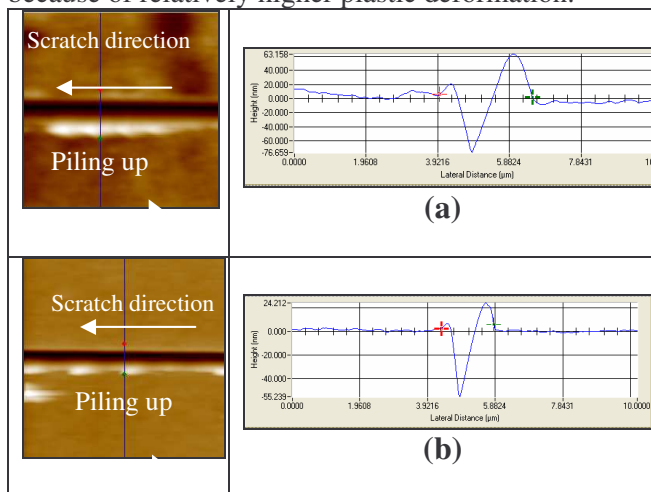 because of relatively higher plastic deformation.
Scratch direction
Piling up
63.158
40.000
20.000
0.000
-20.000
-40.000
-60.000
-76.659
Height (nm)
0.0000 1.9608 3.9216 5.8824 7.8431 10
Lateral Distance (µm)
(a)
Scratch direction
Piling up
24.212
0.000
-20.000
-40.000
-55.239
Height (nm)
0.0000 1.9608 3.9216 5.8824 7.8431 10.0000
Lateral Distance (µm)
(b)